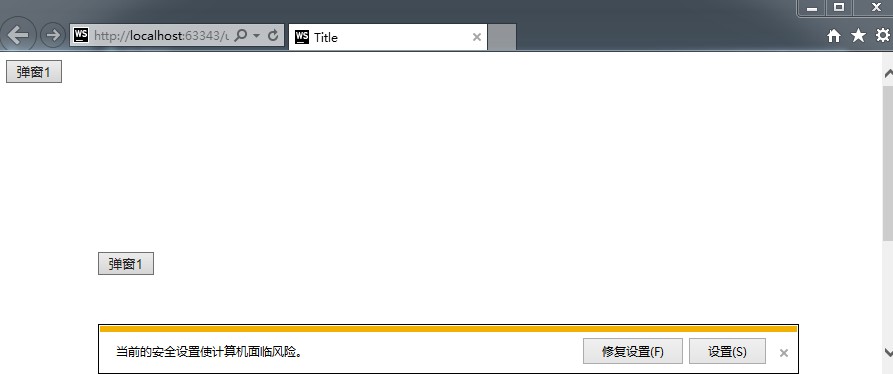 WS http://localhost:63343/u
WS Title
弹窗1
弹窗1
当前的安全设置使计算机面临风险。
修复设置(F) 设置(S)